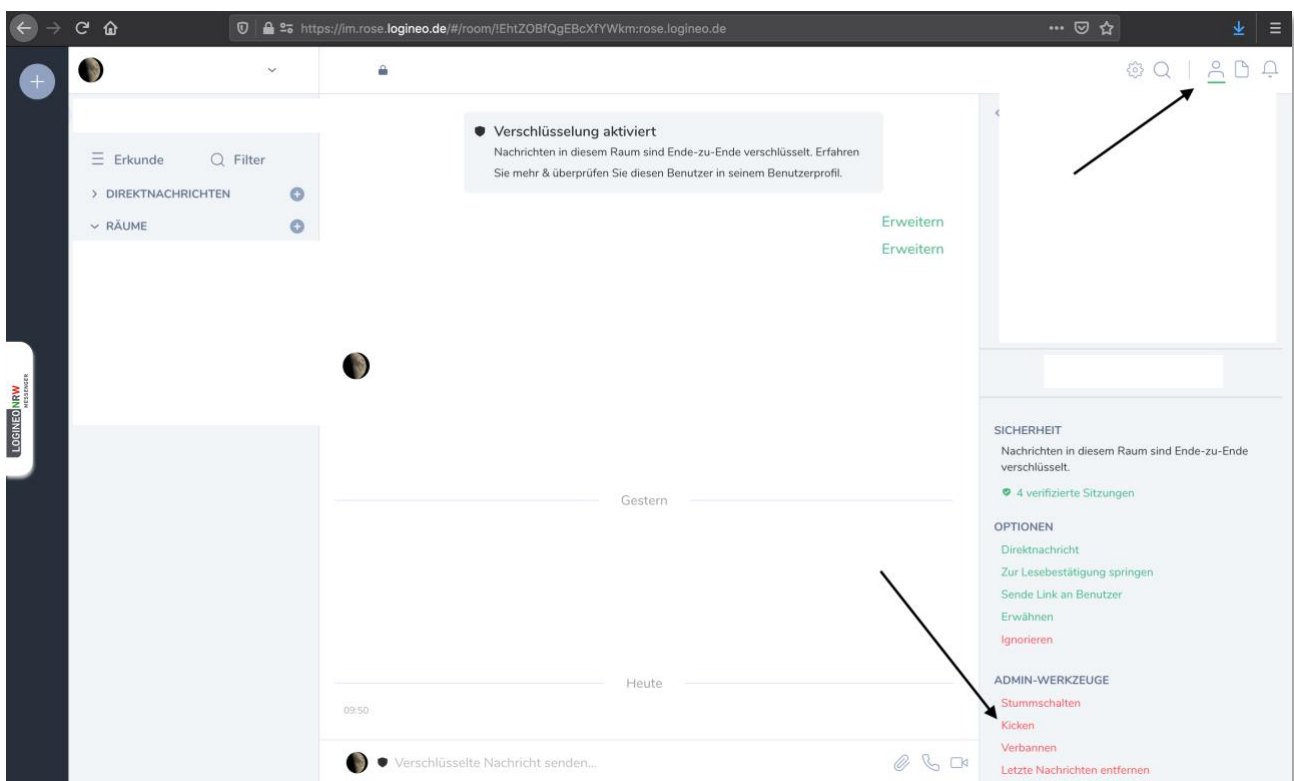 https://im.rose.logineo.de/#/room/!EhtZOBfQgEBcXfYWkm:rose.logineo.de
Erkunde
Filter
DIREKTNACHRICHTEN
RÄUME
LOGINEO NRW
MESSENGER
Verschlüsselung aktiviert
Nachrichten in diesem Raum sind Ende-zu-Ende verschlüsselt. Erfahren
Sie mehr & überprüfen Sie diesen Benutzer in seinem Benutzerprofil.
Erweitern
Erweitern
Gestern
Heute
09:50
Verschlüsselte Nachricht senden...
SICHERHEIT
Nachrichten in diesem Raum sind Ende-zu-Ende
verschlüsselt.
4 verifizierte Sitzungen
OPTIONEN
Direktnachricht
Zur Lesebestätigung springen
Sende Link an Benutzer
Erwähnen
Ignorieren
ADMIN-WERKZEUGE
Stummschalten
Kicken
Verbannen
Letzte Nachrichten entfernen